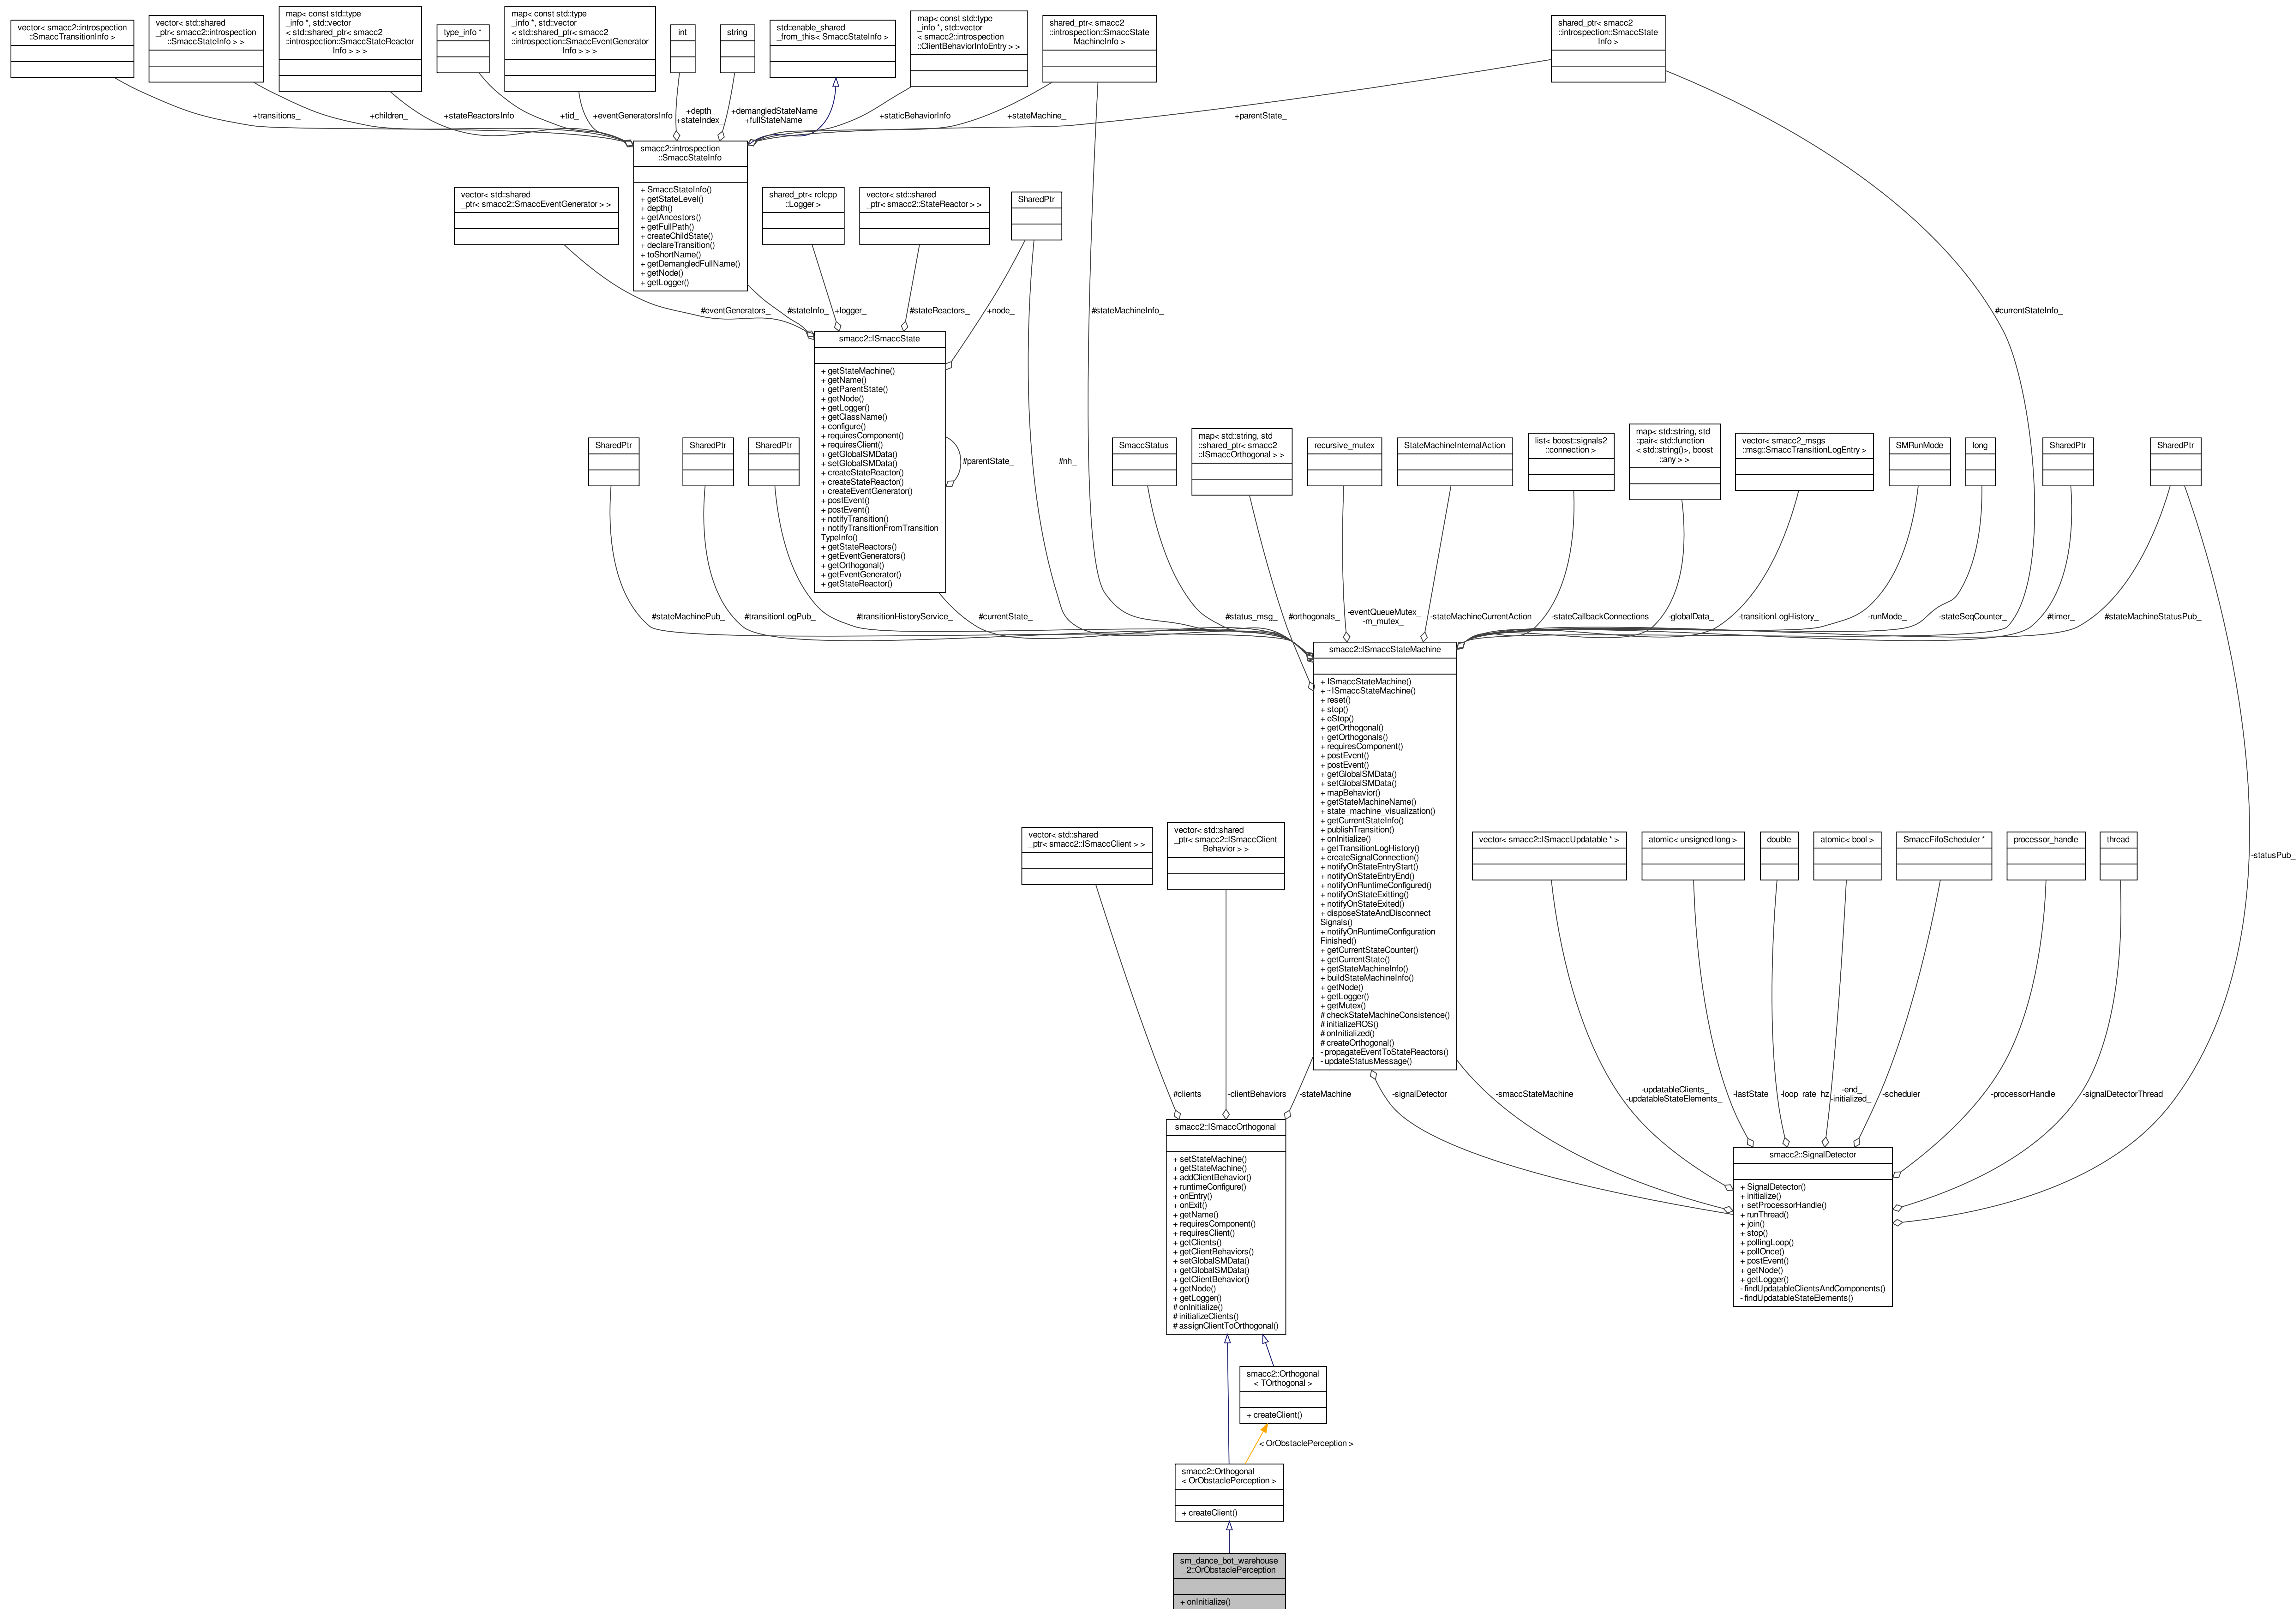 vector< smacc2::introspection
::SmaccTransitionInfo >
vector< std::shared
_ptr< smacc2::introspection
::SmaccStateInfo > >
map< const std::type
_info *, std::vector
< std::shared_ptr< smacc2
::introspection::SmaccStateReactor
Info > > >
type_info *
map< const std::type
_info *, std::vector
< std::shared_ptr< smacc2
::introspection::SmaccEventGenerator
Info > > >
int
string
std::enable_shared
_from_this< SmaccStateInfo >
map< const std::type
_info *, std::vector
< smacc2::introspection
::ClientBehaviorInfoEntry > >
shared_ptr< smacc2
::introspection::SmaccState
MachineInfo >
shared_ptr< smacc2
::introspection::SmaccState
Info >
+transitions_
+children_
+stateReactorsInfo
+tid_
+eventGeneratorsInfo
+depth_
+stateIndex_
+demangledStateName
+fullStateName
+staticBehaviorInfo
+stateMachine_
+parentState_
smacc2::introspection
::SmaccStateInfo
+ SmaccStateInfo()
+ getStateLevel()
+ depth()
+ getAncestors()
+ getFullPath()
+ createChildState()
+ declareTransition()
+ toShortName()
+ getDemangledFullName()
+ getNode()
+ getLogger()
vector< std::shared
_ptr< smacc2::SmaccEventGenerator > >
shared_ptr< rclcpp
::Logger >
vector< std::shared
_ptr< smacc2::StateReactor > >
SharedPtr
#eventGenerators_
#stateInfo_
+logger_
#stateReactors_
+node_
#stateMachineInfo_
#currentStateInfo_
smacc2::ISmaccState
+ getStateMachine()
+ getName()
+ getParentState()
+ getNode()
+ getLogger()
+ getClassName()
+ configure()
+ requiresComponent()
+ requiresClient()
+ getGlobalSMData()
+ setGlobalSMData()
+ createStateReactor()
+ createStateReactor()
+ createEventGenerator()
+ postEvent()
+ postEvent()
+ notifyTransition()
+ notifyTransitionFromTransition
TypeInfo()
+ getStateReactors()
+ getEventGenerators()
+ getOrthogonal()
+ getEventGenerator()
+ getStateReactor()
#parentState_
#nh_
SharedPtr
SharedPtr
SharedPtr
SmaccStatus
map< std::string, std
::shared_ptr< smacc2
::ISmaccOrthogonal > >
recursive_mutex
StateMachineInternalAction
list< boost::signals2
::connection >
map< std::string, std
::pair< std::function
< std::string()>, boost
::any > >
vector< smacc2_msgs
::msg::SmaccTransitionLogEntry >
SMRunMode
long
SharedPtr
SharedPtr
#stateMachinePub_
#transitionLogPub_
#transitionHistoryService_
#currentState_
#status_msg_
#orthogonals_
-eventQueueMutex_
-m_mutex_
-stateMachineCurrentAction
-stateCallbackConnections
-globalData_
-transitionLogHistory_
-runMode_
-stateSeqCounter_
#timer_
#stateMachineStatusPub_
smacc2::ISmaccStateMachine
+ ISmaccStateMachine()
+ ~ISmaccStateMachine()
+ reset()
+ stop()
+ eStop()
+ getOrthogonal()
+ getOrthogonals()
+ requiresComponent()
+ postEvent()
+ postEvent()
+ getGlobalSMData()
+ setGlobalSMData()
+ mapBehavior()
+ getStateMachineName()
+ state_machine_visualization()
+ getCurrentStateInfo()
+ publishTransition()
+ onInitialize()
+ getTransitionLogHistory()
+ createSignalConnection()
+ notifyOnStateEntryStart()
+ notifyOnStateEntryEnd()
+ notifyOnRuntimeConfigured()
+ notifyOnStateExitting()
+ notifyOnStateExited()
+ disposeStateAndDisconnect
Signals()
+ notifyOnRuntimeConfiguration
Finished()
+ getCurrentStateCounter()
+ getCurrentState()
+ getStateMachineInfo()
+ buildStateMachineInfo()
+ getNode()
+ getLogger()
+ getMutex()
# checkStateMachineConsistence()
# initializeROS()
# onInitialized()
# createOrthogonal()
- propagateEventToStateReactors()
- updateStatusMessage()
vector< std::shared
_ptr< smacc2::ISmaccClient > >
vector< std::shared
_ptr< smacc2::ISmaccClient
Behavior > >
vector< smacc2::ISmaccUpdatable * >
atomic< unsigned long >
double
atomic< bool >
SmaccFifoScheduler *
processor_handle
thread
-statusPub_
#clients_
-clientBehaviors_
-stateMachine_
-signalDetector_
-smaccStateMachine_
-updatableClients_
-updatableStateElements_
-lastState_
-loop_rate_hz
-end_
-initialized_
-scheduler_
-processorHandle_
-signalDetectorThread_
smacc2::ISmaccOrthogonal
+ setStateMachine()
+ getStateMachine()
+ addClientBehavior()
+ runtimeConfigure()
+ onEntry()
+ onExit()
+ getName()
+ requiresComponent()
+ requiresClient()
+ getClients()
+ getClientBehaviors()
+ setGlobalSMData()
+ getGlobalSMData()
+ getClientBehavior()
+ getNode()
+ getLogger()
# onInitialize()
# initializeClients()
# assignClientToOrthogonal()
smacc2::SignalDetector
+ SignalDetector()
+ initialize()
+ setProcessorHandle()
+ runThread()
+ join()
+ stop()
+ pollingLoop()
+ pollOnce()
+ postEvent()
+ getNode()
+ getLogger()
- findUpdatableClientsAndComponents()
- findUpdatableStateElements()
smacc2::Orthogonal
< TOrthogonal >
+ createClient()
< OrObstaclePerception >
smacc2::Orthogonal
< OrObstaclePerception >
+ createClient()
sm_dance_bot_warehouse
_2::OrObstaclePerception
+ onInitialize()